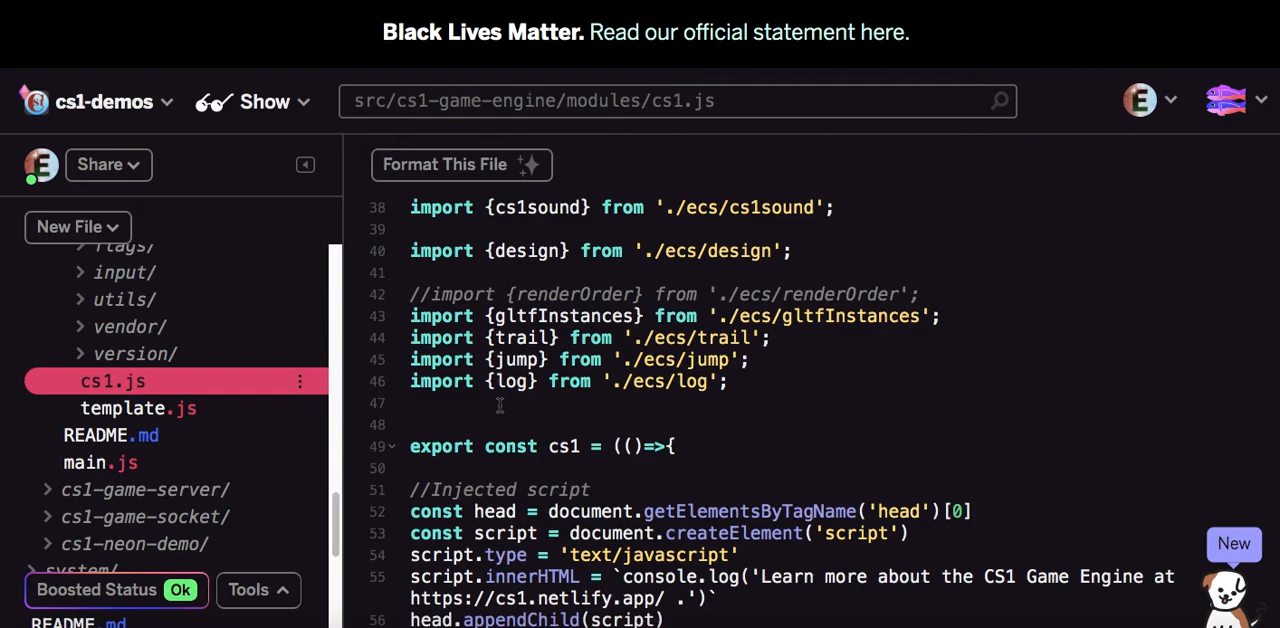 Black Lives Matter. Read our official statement here.
cs1-demos Show src/cs1-game-engine/modules/cs1.js E
E Share Format This File
New File
flags/
input/
utils/
vendor/
version/
cs1.js
template.js
README.md
main.js
cs1-game-server/
cs1-game-socket/
cs1-neon-demo/
system/
Boosted Status Ok Tools
README.md
38 import {cs1sound} from './ecs/cs1sound';
39
40 import {design} from './ecs/design';
41
42 //import {renderOrder} from './ecs/renderOrder';
43 import {gltfInstances} from './ecs/gltfInstances';
44 import {trail} from './ecs/trail';
45 import {jump} from './ecs/jump';
46 import {log} from './ecs/log';
47
48
49 export const cs1 = (()=>{
50
51 //Injected script
52 const head = document.getElementsByTagName('head')[0]
53 const script = document.createElement('script')
54 script.type = 'text/javascript'
55 script.innerHTML = `console.log('Learn more about the CS1 Game Engine at
https://cs1.netlify.app/ .')`
56 head.appendChild(script)
New